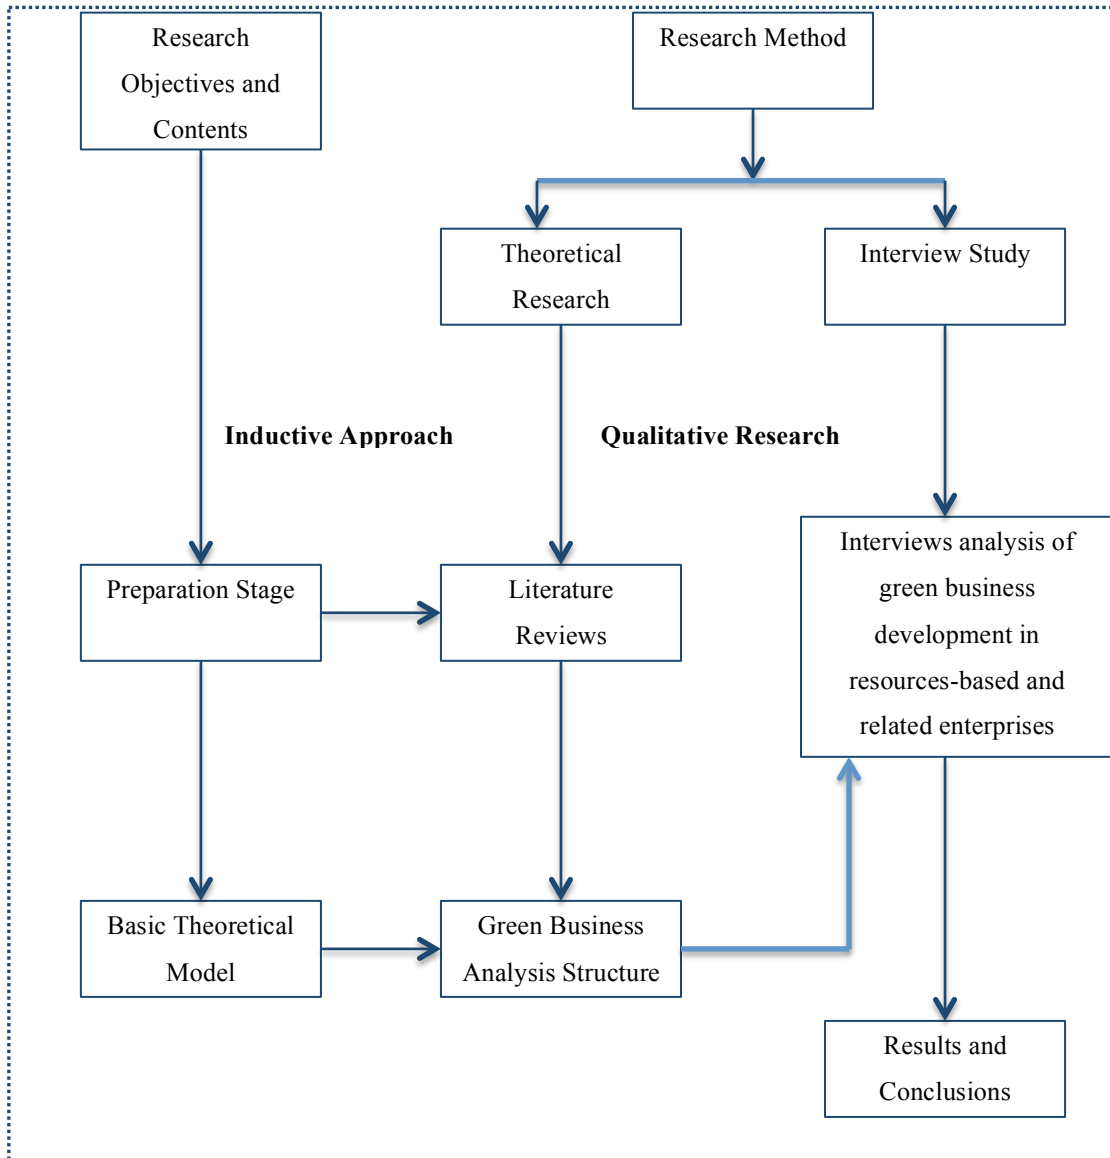 Research
Objectives and
Contents
Research Method
Theoretical
Research
Interview Study
Inductive Approach
Qualitative Research
Preparation Stage
Literature
Reviews
Interviews analysis of
green business
development in
resources-based and
related enterprises
Basic Theoretical
Model
Green Business
Analysis Structure
Results and
Conclusions